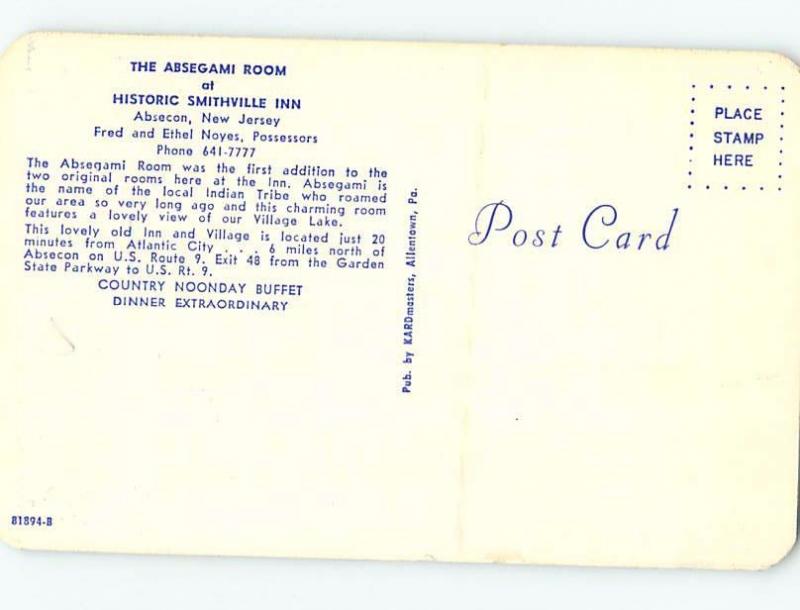 THE ABSEGAMI ROOM
at
HISTORIC SMITHVILLE INN
Absecon, New Jersey
Fred and Ethel Noyes, Possessors
Phone 641-7777
The Absegami Room was the first addition to the
two original rooms here at the Inn. Absegami is
the name of the local Indian Tribe who roamed
our area so very long ago and this charming room
features a lovely view of our Village Lake.
This lovely old Inn and Village is located just 20
minutes from Atlantic City . . . 6 miles north of
Absecon on U.S. Route 9. Exit 48 from the Garden
State Parkway to U.S. Rt. 9.
COUNTRY NOONDAY BUFFET
DINNER EXTRAORDINARY
81894-B
Pub. by KARDmasters, Allentown, Pa.
Post Card
PLACE
STAMP
HERE